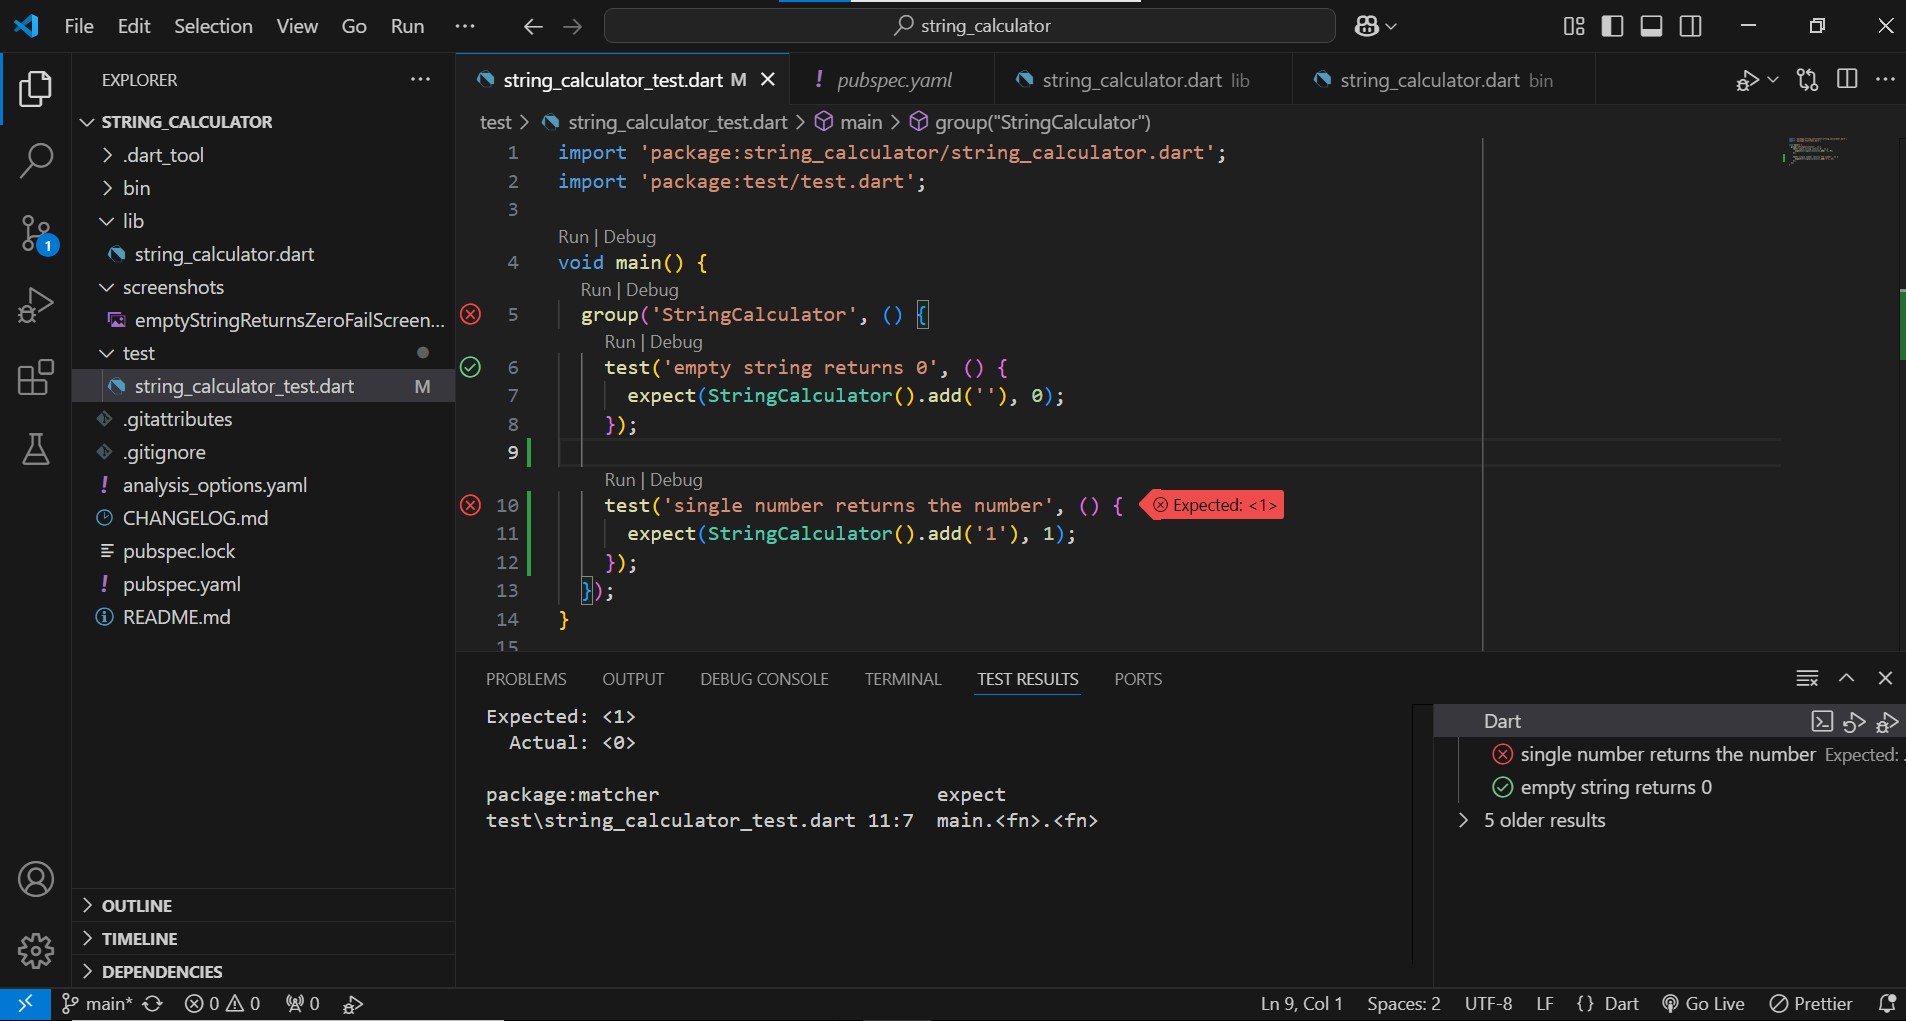 File Edit Selection View Go Run ···
string_calculator
EXPLORER
STRING_CALCULATOR
.dart_tool
bin
lib
string_calculator.dart
screenshots
emptyStringReturnsZeroFailScreen...
test
string_calculator_test.dart M
.gitattributes
.gitignore
! analysis_options.yaml
CHANGELOG.md
pubspec.lock
! pubspec.yaml
README.md
OUTLINE
TIMELINE
DEPENDENCIES
1
string_calculator_test.dart M
! pubspec.yaml
string_calculator.dart lib
string_calculator.dart bin
test > string_calculator_test.dart > main > group("StringCalculator")
1 import 'package:string_calculator/string_calculator.dart';
2 import 'package:test/test.dart';
3
Run | Debug
4 void main() {
Run | Debug
5 group('StringCalculator', () {
Run | Debug
6 test('empty string returns 0', () {
7 expect(StringCalculator().add(''), 0);
8 });
9
Run | Debug
10 test('single number returns the number', () { Expected: <1>
11 expect(StringCalculator().add('1'), 1);
12 });
13 });
14 }
15
PROBLEMS OUTPUT DEBUG CONSOLE TERMINAL TEST RESULTS PORTS
Expected: <1>
Actual: <0>
package:matcher expect
test\string_calculator_test.dart 11:7 main.<fn>.<fn>
Dart
single number returns the number Expected: .
empty string returns 0
5 older results
main* 0 0 0
Ln 9, Col 1 Spaces: 2 UTF-8 LF {} Dart Go Live Prettier